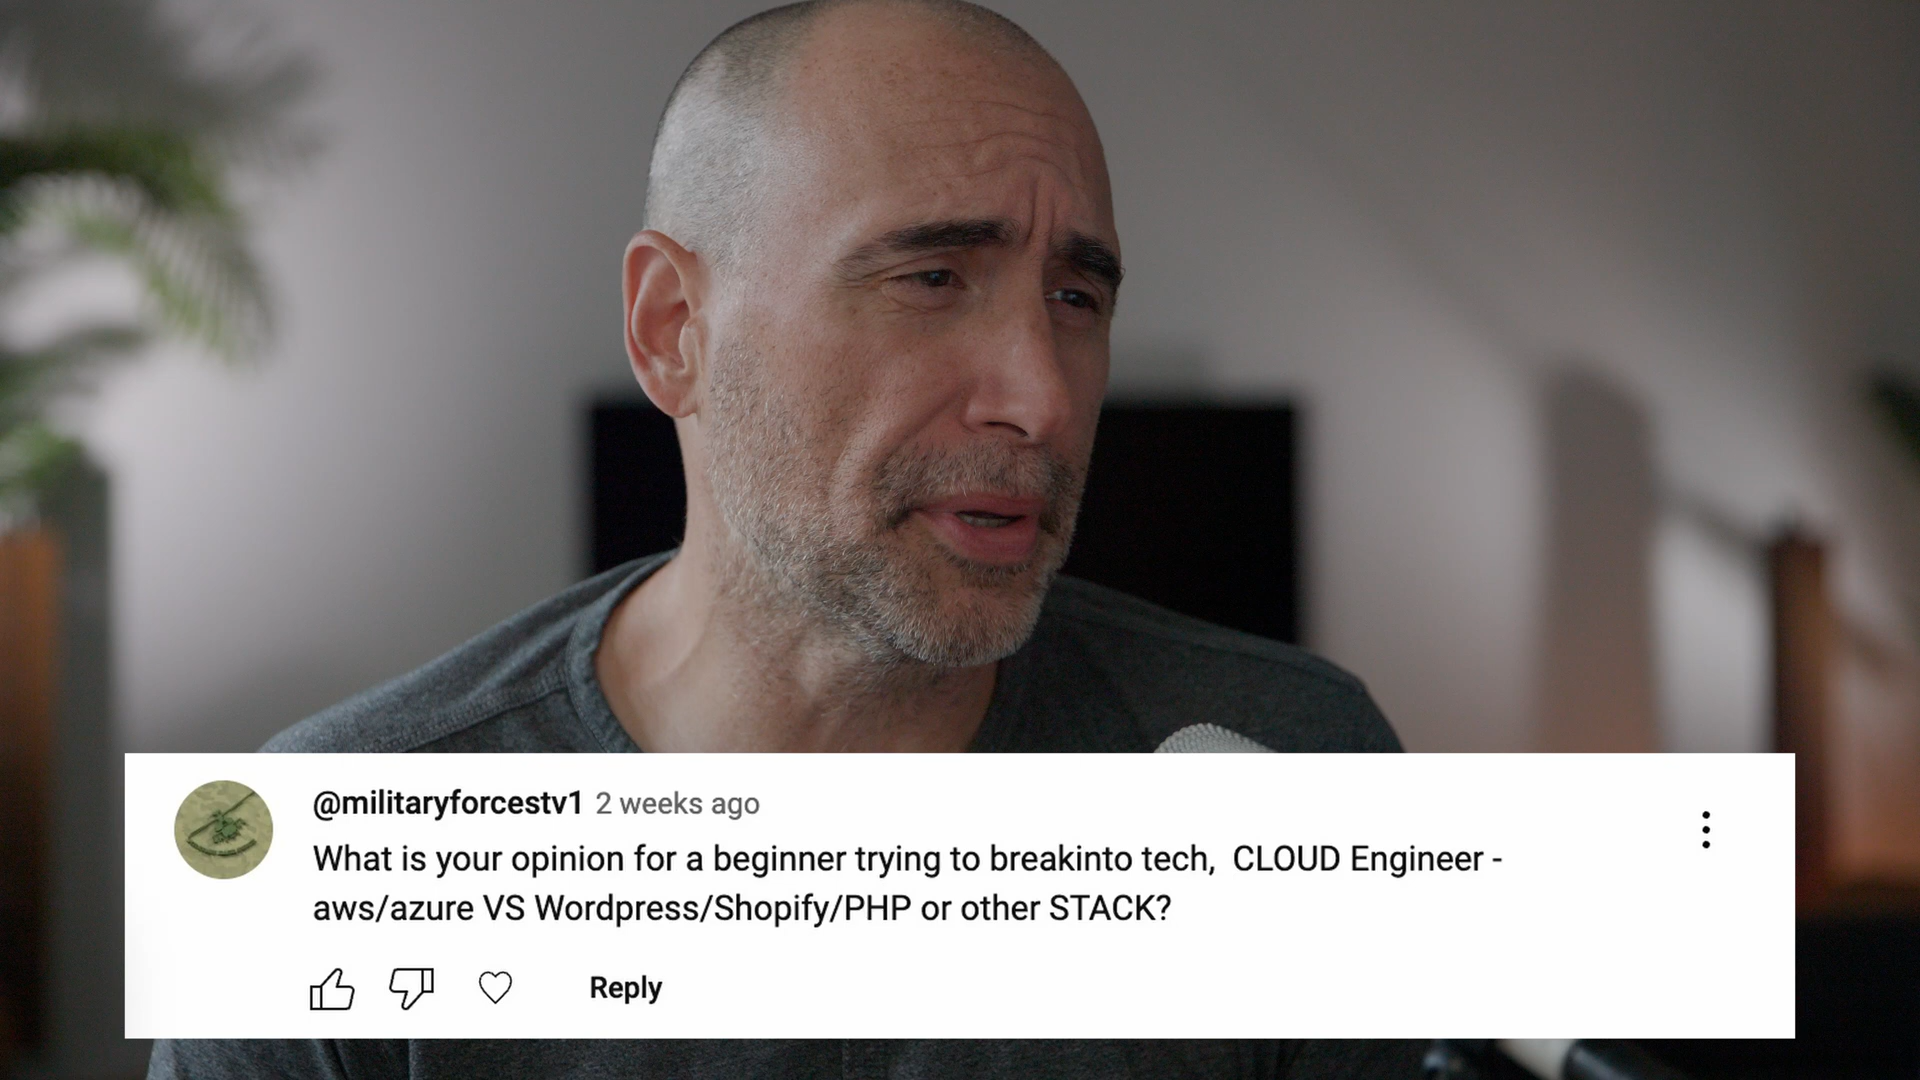 @militaryforcestv1 2 weeks ago
What is your opinion for a beginner trying to breakinto tech,  CLOUD Engineer -
aws/azure VS Wordpress/Shopify/PHP or other STACK?
Reply